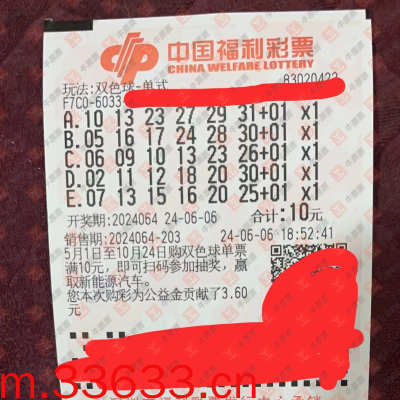 中国福利彩票
CHINA WELFARE LOTTERY
玩法:双色球-单式
83020422
F7C0-6033
A.10 13 23 27 29 31+01 x1
B.05 16 17 24 28 30+01 x1
C.06 09 10 13 23 26+01 x1
D.02 11 12 18 20 30+01 x1
E.07 13 15 16 20 25+01 x1
开奖期:2024064 24-06-06 合计:10元
销售期:2024064-203 24-06-06 18:52:41
5月1日至10月24日购双色球单票
满10元，即可扫码参加抽奖，赢
取新能源汽车。
您本次购彩为公益金贡献了3.60
元
m.33633.cn